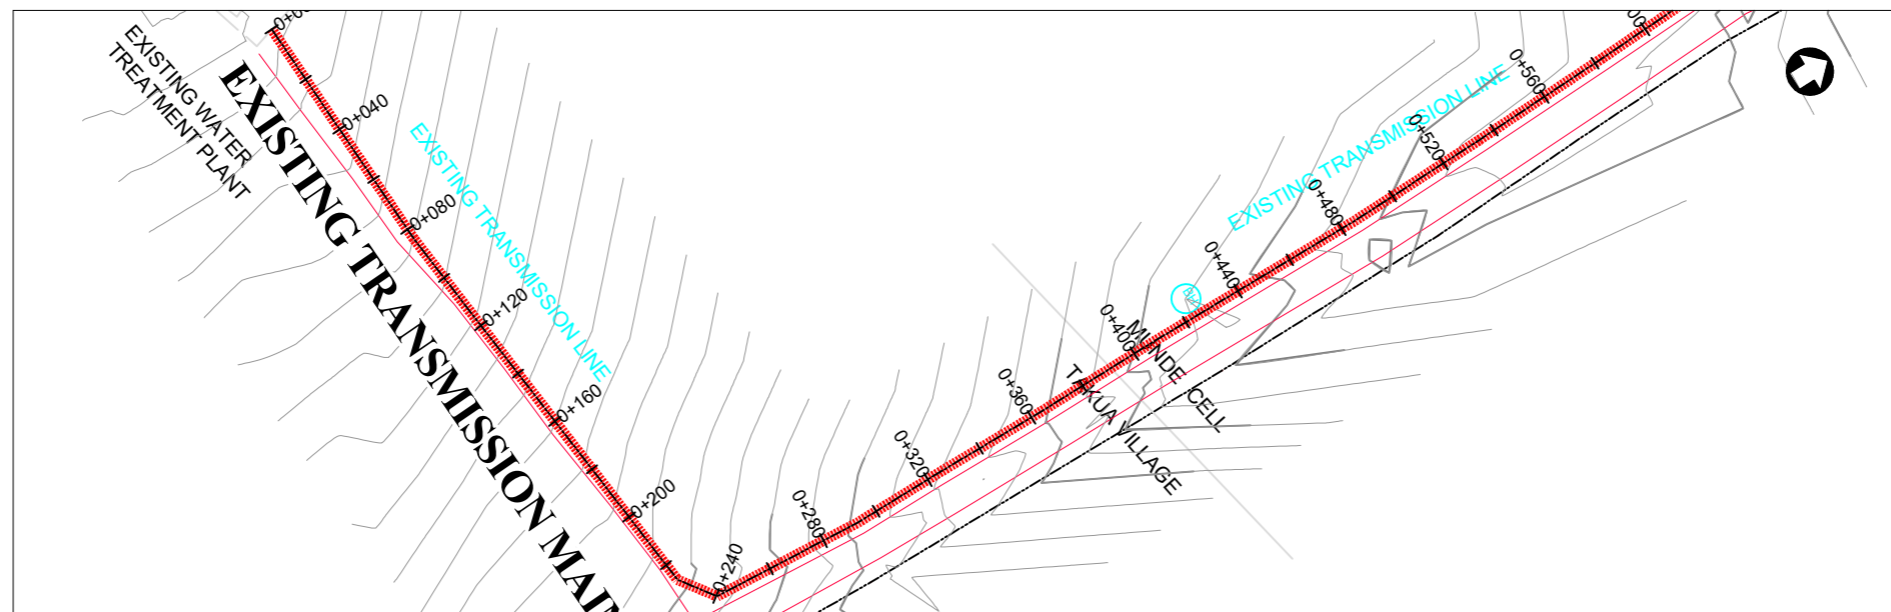 EXISTING WATER
TREATMENT PLANT
EXISTING TRANSMISSION MAIN
EXISTING TRANSMISSION LINE
0+040
0+080
0+120
0+160
0+200
0+240
0+280
0+320
0+360
0+400
0+440
0+480
0+520
0+560
EXISTING TRANSMISSION LINE
MUNDE CELL
TAKUA VILLAGE